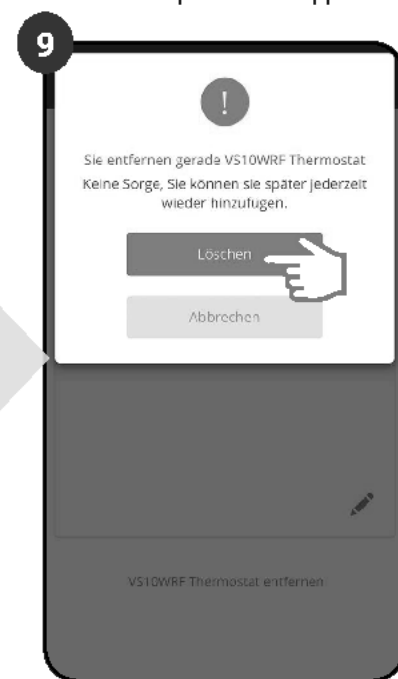 9
!
Sie entfernen gerade VS10WRF Thermostat
Keine Sorge, Sie können sie später jederzeit
wieder hinzufügen.
Löschen
Abbrechen
VS10WRF Thermostat entfernen